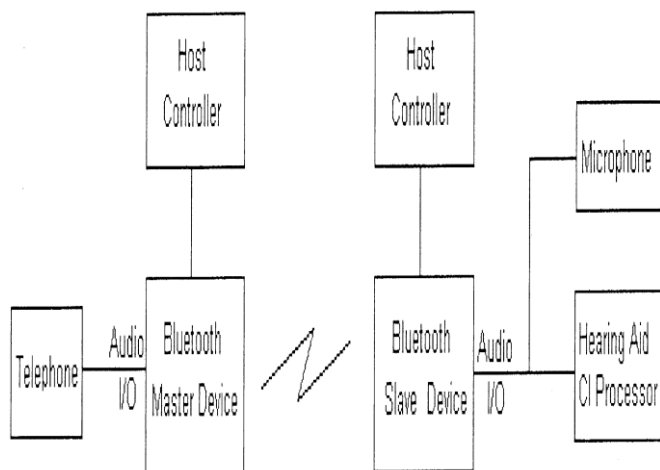 Host
Controller
Host
Controller
Microphone
Telephone
Audio
I/O
Bluetooth
Master Device
Bluetooth
Slave Device
Audio
I/O
Hearing Aid
CI Processor